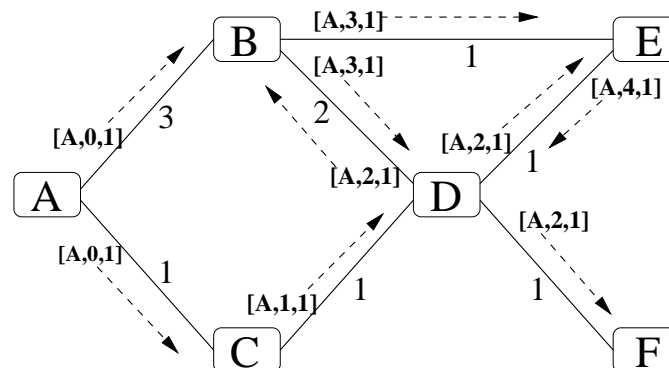 [A,3,1]
B
E
1
[A,3,1]
[A,4,1]
[A,0,1]
3
2
[A,2,1]
1
[A,2,1]
A
D
[A,2,1]
[A,0,1]
1
[A,1,1]
1
1
C
F